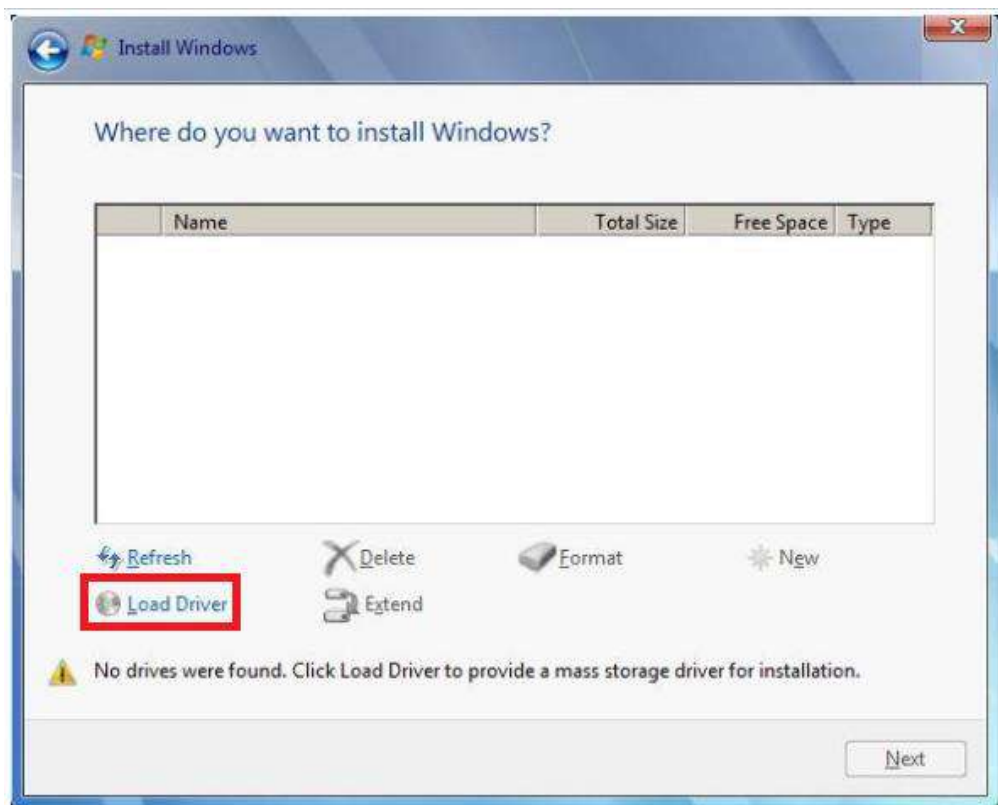 Install Windows
Where do you want to install Windows?
Name Total Size Free Space Type
Refresh Delete Format New
Load Driver Extend
No drives were found. Click Load Driver to provide a mass storage driver for installation.
Next